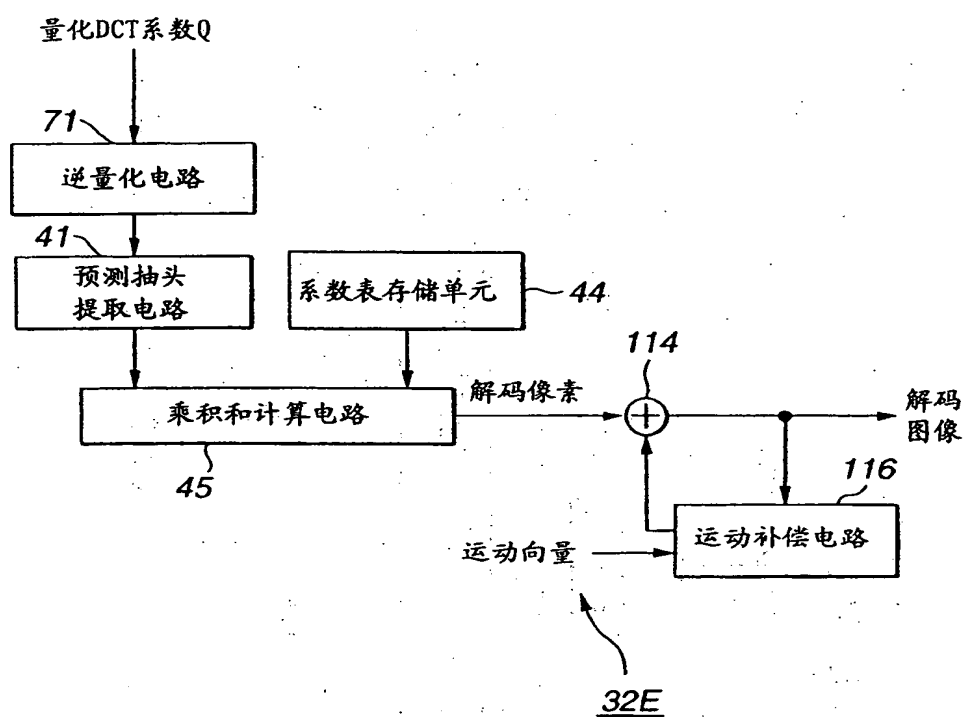 量化DCT系数Q
71
逆量化电路
41
预测抽头
提取电路
系数表存储单元
44
114
乘积和计算电路
解码像素
解码
图像
45
116
运动补偿电路
运动向量
32E